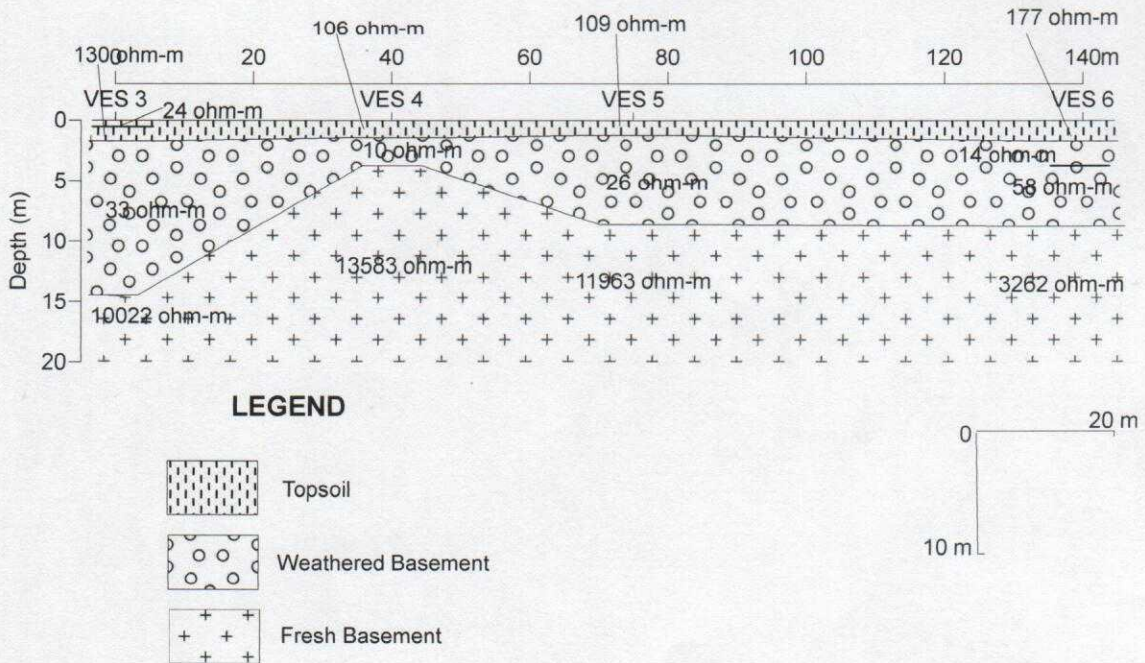 106 ohm-m
109 ohm-m
177 ohm-m
130 ohm-m
0 20 40 60 80 100 120 140m
VES 3 VES 4 VES 5 VES 6
24 ohm-m
0
10 ohm-m
14 ohm-m
5
26 ohm-m
58 ohm-m
33 ohm-m
Depth (m)
10
13583 ohm-m
11963 ohm-m
3262 ohm-m
15
10022 ohm-m
20
LEGEND
0 20 m
Topsoil
10 m
Weathered Basement
Fresh Basement